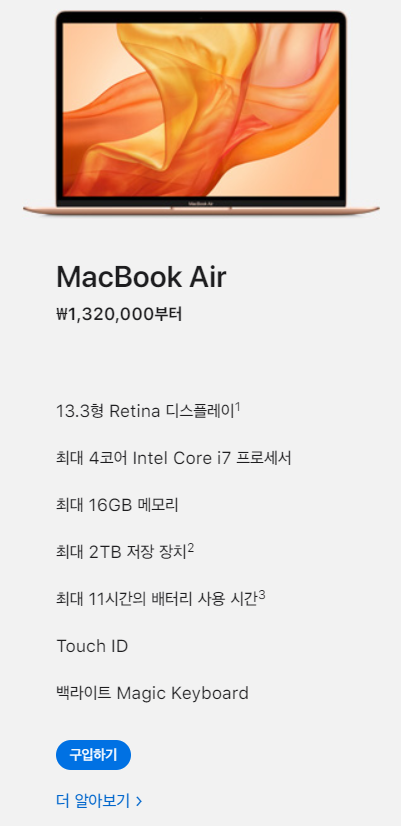 MacBook Air
MacBook Air
₩1,320,000부터
13.3형 Retina 디스플레이1
최대 4코어 Intel Core i7 프로세서
최대 16GB 메모리
최대 2TB 저장 장치2
최대 11시간의 배터리 사용 시간3
Touch ID
백라이트 Magic Keyboard
구입하기
더 알아보기 >